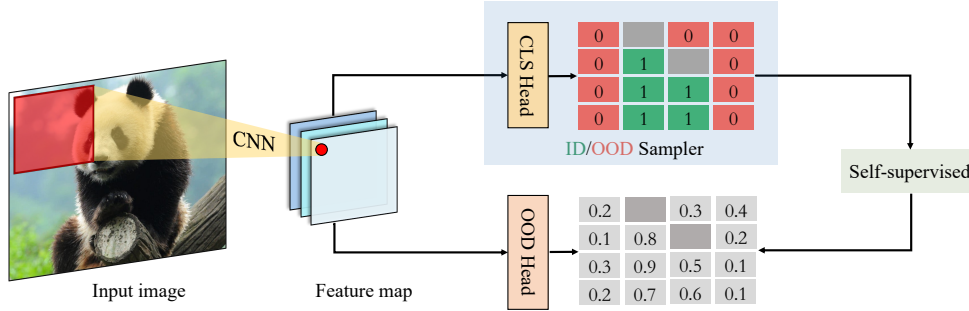 CNN
Input image
Feature map
CLS Head
0 0 0
0 1 0
0 1 1 0
0 1 1 0
ID/OOD Sampler
Self-supervised
OOD Head
0.2 0.3 0.4
0.1 0.8 0.2
0.3 0.9 0.5 0.1
0.2 0.7 0.6 0.1